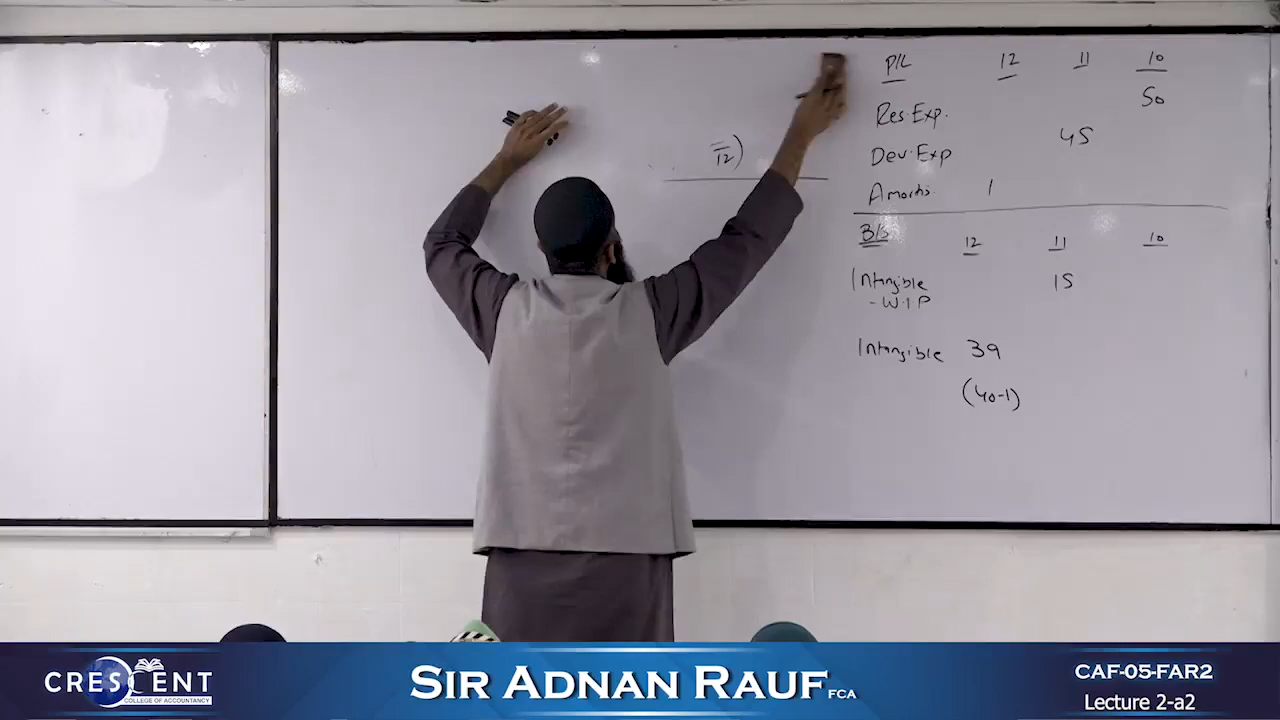 P/L 12 11 10
Res.Exp. 50
Dev.Exp 45
Amortis 1
B/S 12 11 10
Intangible 15
- W.I.P
Intangible 39
(40-1)
12)
CRESCENT
COLLEGE OF ACCOUNTANCY
SIR ADNAN RAUF FCA
CAF-05-FAR2
Lecture 2-a2